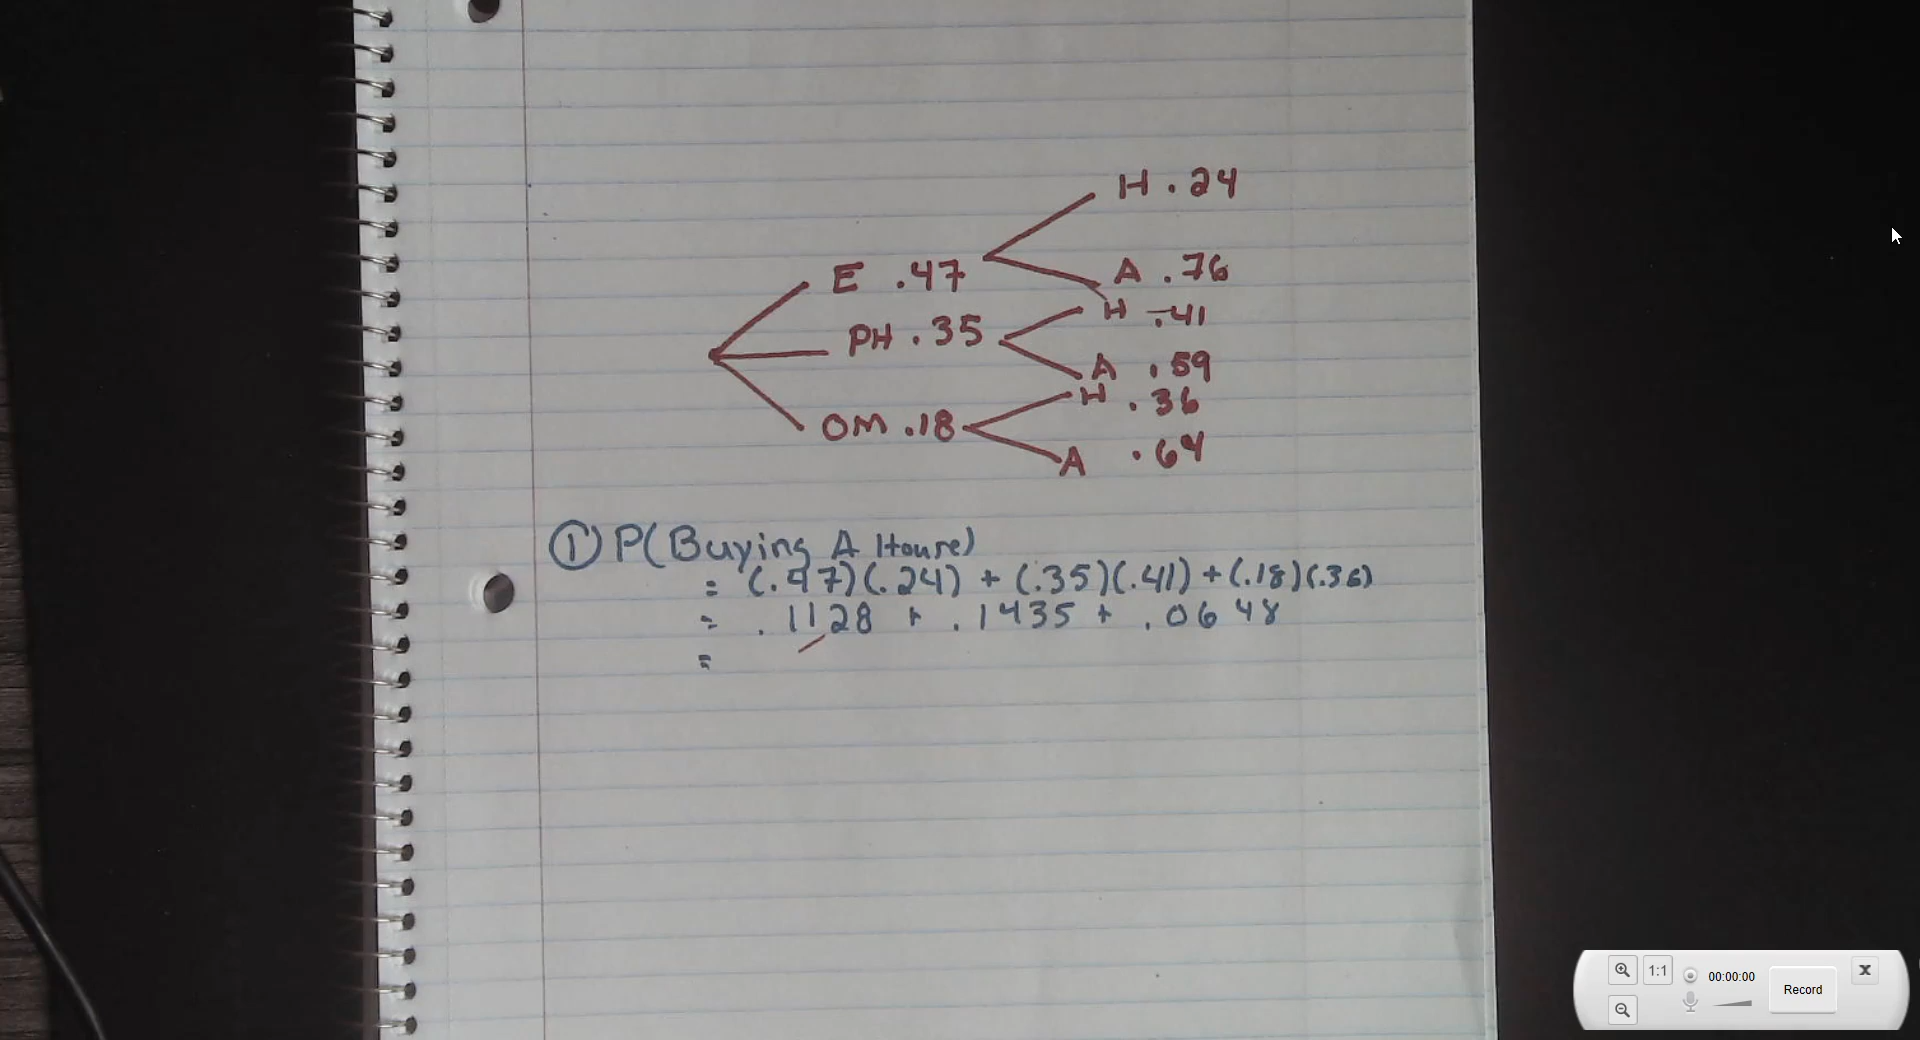 H .24
E .47
A .76
H .41
PH .35
A .59
H .36
OM .18
A .64
① P(Buying A House)
= (.47)(.24) + (.35)(.41) + (.18)(.36)
= .1128 + .1435 + .0648
=
1:1
00:00:00
Record
X